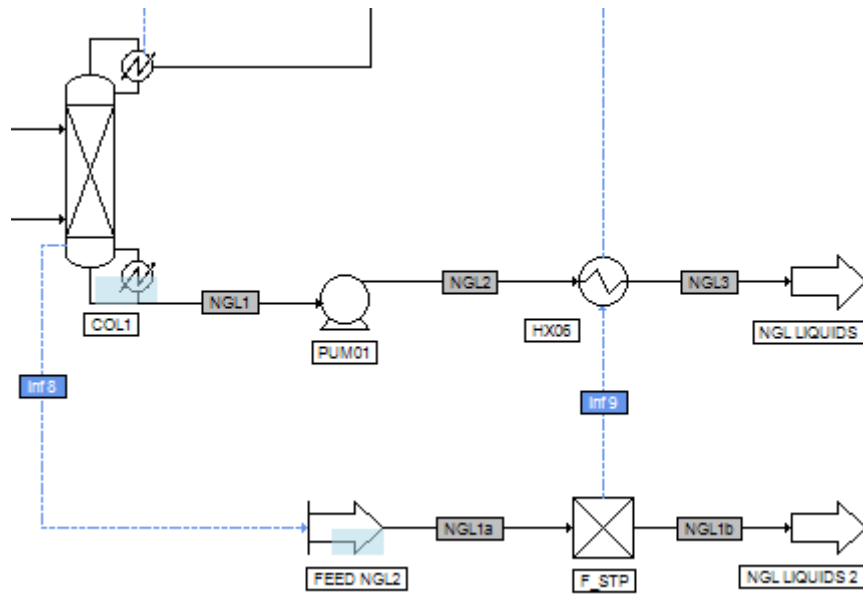 NGL1
NGL2
NGL3
COL1
PUM01
HX06
NGL LIQUIDS
Inf 8
Inf 9
NGL1a
NGL1b
FEED NGL2
F_STP
NGL LIQUIDS 2